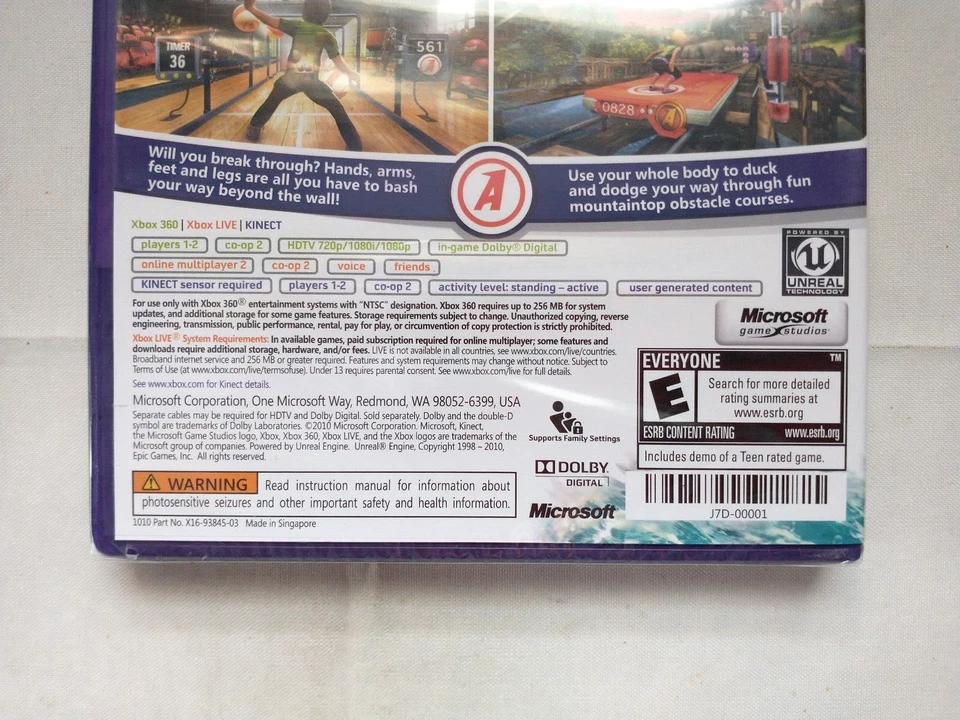 TIMER
36
561
0828
Will you break through? Hands, arms,
feet and legs are all you have to bash
your way beyond the wall!
A
Use your whole body to duck
and dodge your way through fun
mountaintop obstacle courses.
Xbox 360 | Xbox LIVE | KINECT
players 1-2 co-op 2 HDTV 720p/1080i/1080p in-game Dolby® Digital
online multiplayer 2 co-op 2 voice friends
KINECT sensor required players 1-2 co-op 2 activity level: standing – active user generated content
POWERED BY
UNREAL
TECHNOLOGY
For use only with Xbox 360® entertainment systems with "NTSC" designation. Xbox 360 requires up to 256 MB for system
updates, and additional storage for some game features. Storage requirements subject to change. Unauthorized copying, reverse
engineering, transmission, public performance, rental, pay for play, or circumvention of copy protection is strictly prohibited.
Xbox LIVE® System Requirements: In available games, paid subscription required for online multiplayer; some features and
downloads require additional storage, hardware, and/or fees. LIVE is not available in all countries, see www.xbox.com/live/countries.
Broadband internet service and 256 MB or greater required. Features and system requirements may change without notice. Subject to
Terms of Use (at www.xbox.com/live/termsofuse). Under 13 requires parental consent. See www.xbox.com/live for full details.
See www.xbox.com for Kinect details.
Microsoft Corporation, One Microsoft Way, Redmond, WA 98052-6399, USA
Separate cables may be required for HDTV and Dolby Digital. Sold separately. Dolby and the double-D
symbol are trademarks of Dolby Laboratories. ©2010 Microsoft Corporation. Microsoft, Kinect,
the Microsoft Game Studios logo, Xbox, Xbox 360, Xbox LIVE, and the Xbox logos are trademarks of the
Microsoft group of companies. Powered by Unreal Engine. Unreal® Engine, Copyright 1998 – 2010,
Epic Games, Inc. All rights reserved.
WARNING Read instruction manual for information about
photosensitive seizures and other important safety and health information.
1010 Part No. X16-93845-03 Made in Singapore
Supports Family Settings
DOLBY
DIGITAL
Microsoft
Microsoft
game studios
EVERYONE TM
E
Search for more detailed
rating summaries at
www.esrb.org
ESRB CONTENT RATING www.esrb.org
Includes demo of a Teen rated game.
J7D-00001